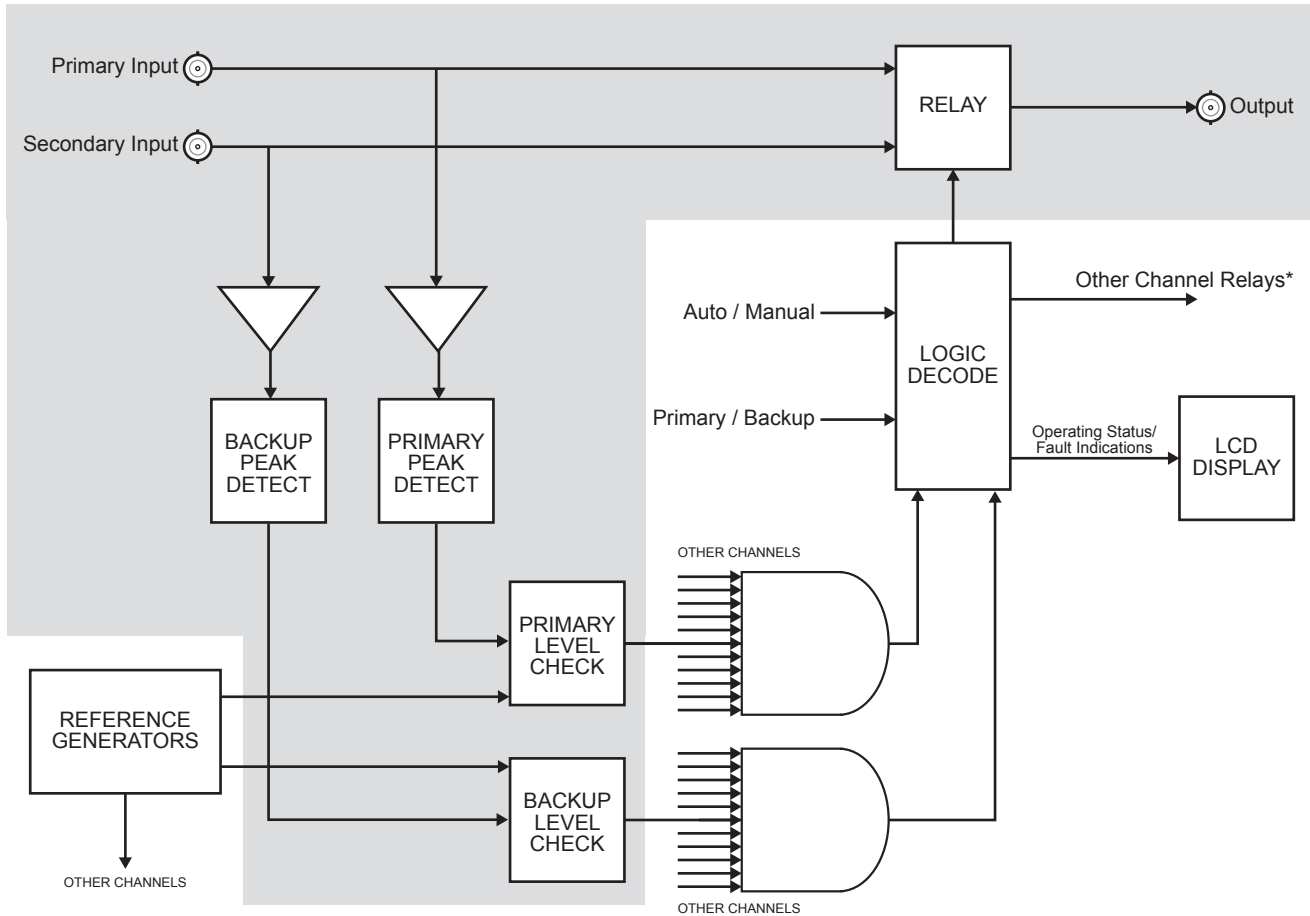 Primary Input
RELAY
Output
Secondary Input
Other Channel Relays*
Auto / Manual
LOGIC
DECODE
BACKUP
PEAK
DETECT
PRIMARY
PEAK
DETECT
Primary / Backup
Operating Status/
Fault Indications
LCD
DISPLAY
OTHER CHANNELS
PRIMARY
LEVEL
CHECK
REFERENCE
GENERATORS
BACKUP
LEVEL
CHECK
OTHER CHANNELS
OTHER CHANNELS